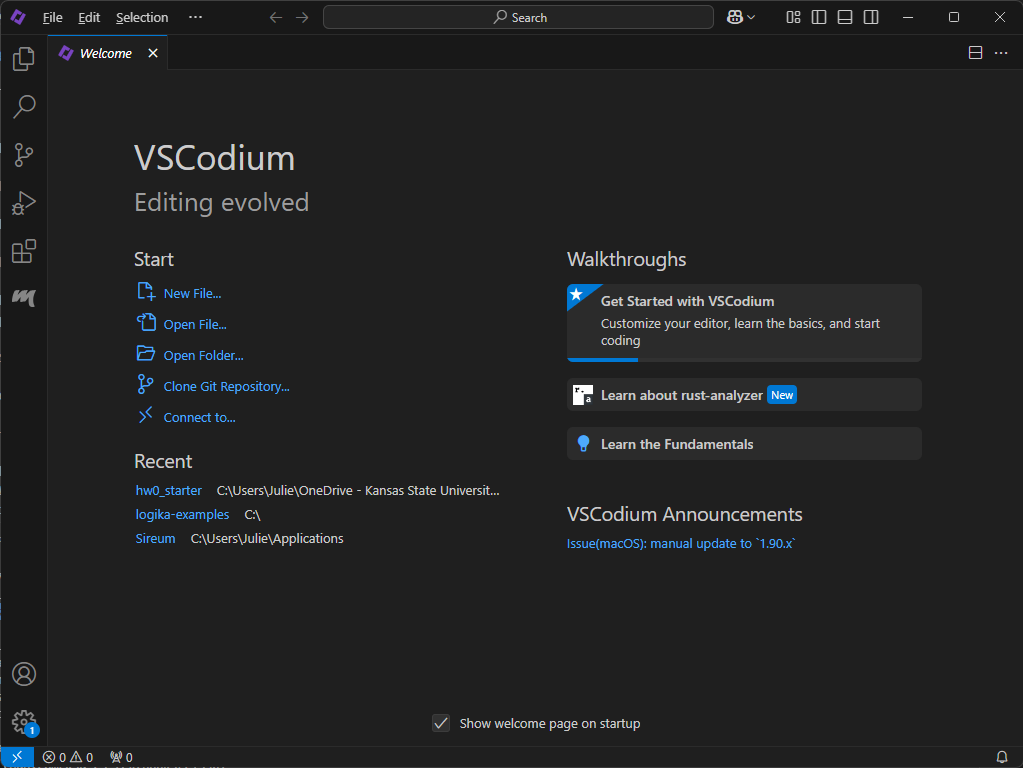 File Edit Selection ···
Search
Welcome
VSCodium
Editing evolved
Start
New File...
Open File...
Open Folder...
Clone Git Repository...
Connect to...
Recent
hw0_starter C:\Users\Julie\OneDrive - Kansas State Universit...
logika-examples C:\
Sireum C:\Users\Julie\Applications
Walkthroughs
Get Started with VSCodium
Customize your editor, learn the basics, and start
coding
r.
a
Learn about rust-analyzer New
Learn the Fundamentals
VSCodium Announcements
Issue(macOS): manual update to `1.90.x`
Show welcome page on startup
1
0 0 0